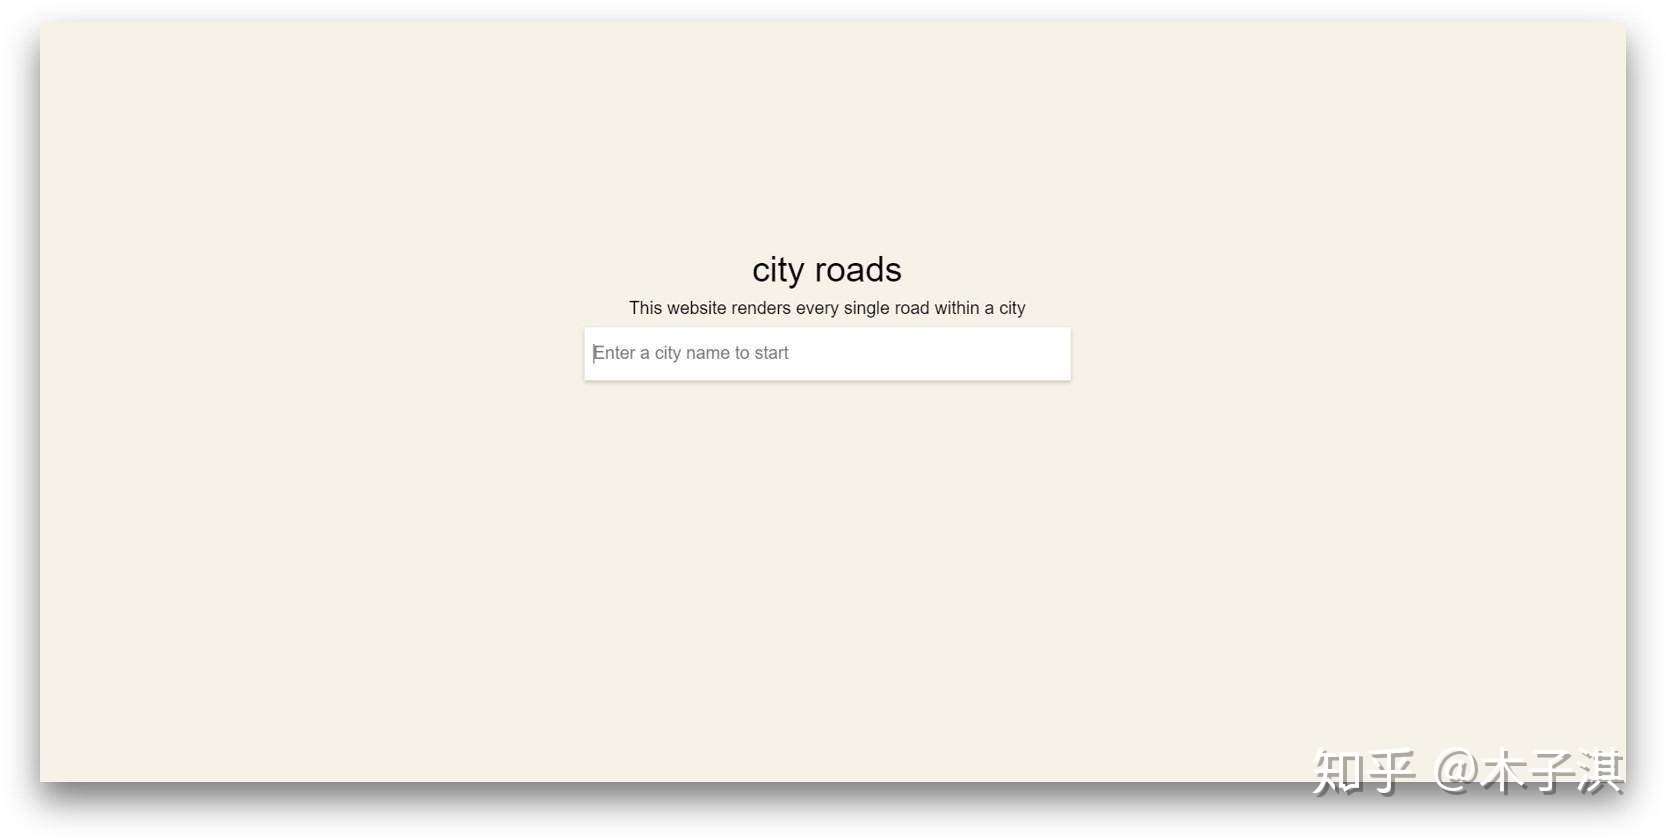 city roads
This website renders every single road within a city
Enter a city name to start
知乎 @木子淇